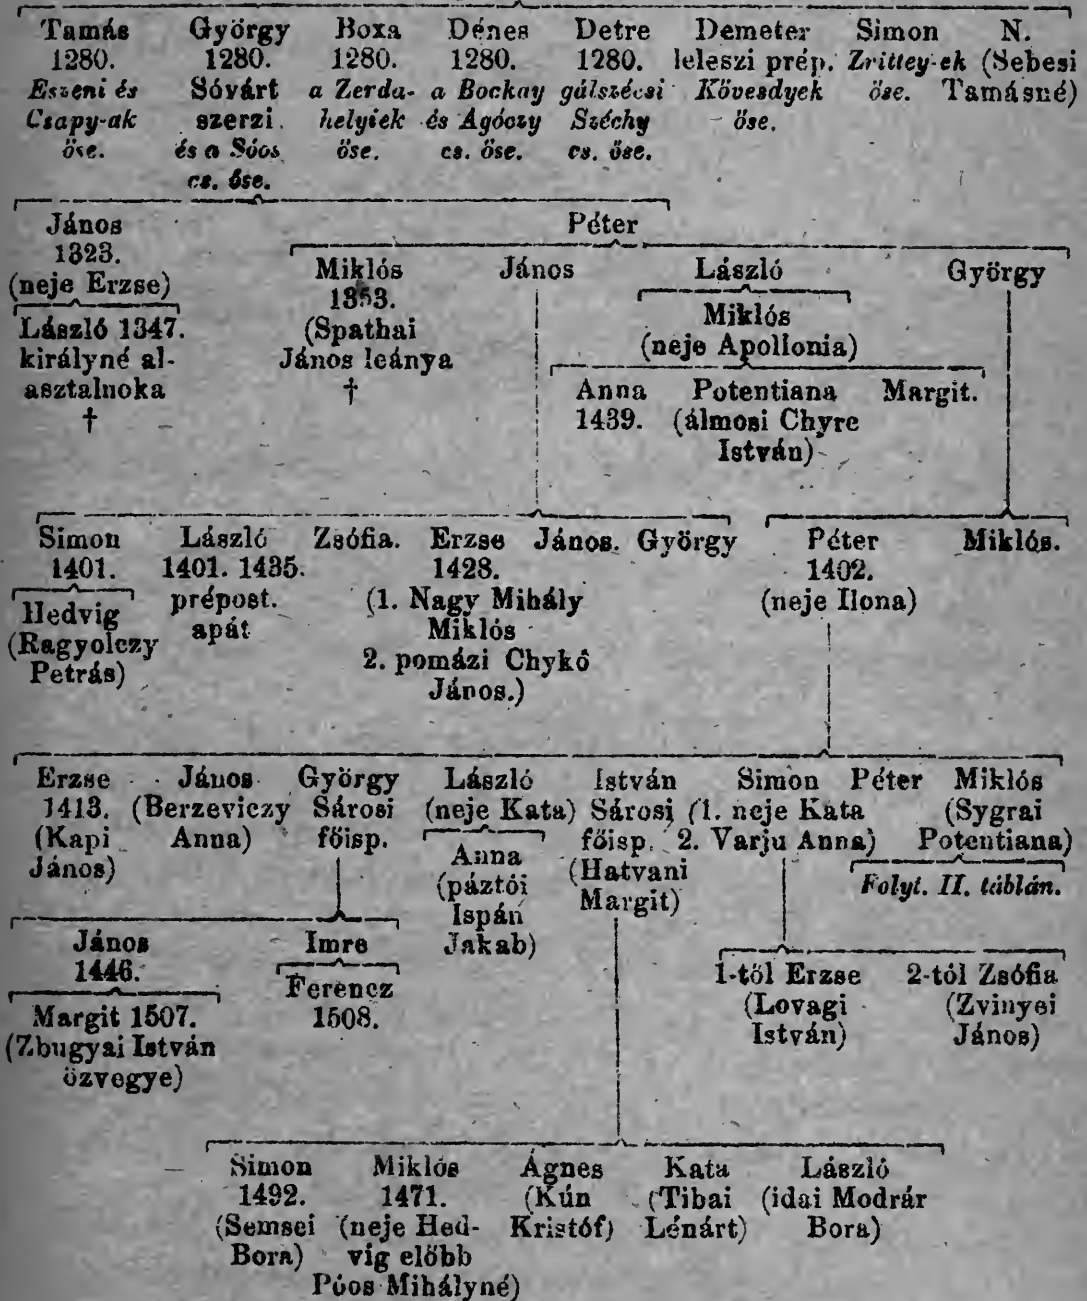 Tamás György Boxa Dénes Detre Demeter Simon N.
1280. 1280. 1280. 1280. 1280. leleszi prép. Zrittey-ek (Sebesi
Eszeni és Sóvárt a Zerda- a Bockay gálszécsi Kövesdyek őse. Tamásné)
Csapy-ak szerzi helyiek és Ágóczy Széchy őse.
őse. és a Sóos őse. cs. őse. cs. őse.
cs. őse.
János Péter
1323.
(neje Erzse)
Miklós János László György
1353.
László 1347. (Spathai Miklós
királyné al- János leánya (neje Apollonia)
asztalnoka † Anna Potentiana Margit.
† 1439. (álmosi Chyre
István)
Simon László Zsófia. Erzse János. György Péter Miklós.
1401. 1401. 1435. 1428. 1402.
Hedvig prépost. (1. Nagy Mihály (neje Ilona)
(Ragyolczy apát Miklós
Petrás) 2. pomázi Chykó
János.)
Erzse János György László István Simon Péter Miklós
1413. (Berzeviczy Sárosi (neje Kata) Sárosi (1. neje Kata (Sygrai
(Kapi Anna) főisp. Anna főisp. 2. Varju Anna) Potentiana)
János) (páztói (Hatvani Folyt. II. táblán.
Ispán Margit)
Jakab)
János Imre 1-től Erzse 2-tól Zsófia
1446. Ferencz (Lovagi (Zvinyei
Margit 1507. 1508. István) János)
(Zbugyai István
özvegye)
Simon Miklós Ágnes Kata László
1492. 1471. (Kún (Tibai (idai Modrár
(Semsei (neje Hed- Kristóf) Lénárt) Bora)
Bora) vig előbb
Póos Mihályné)